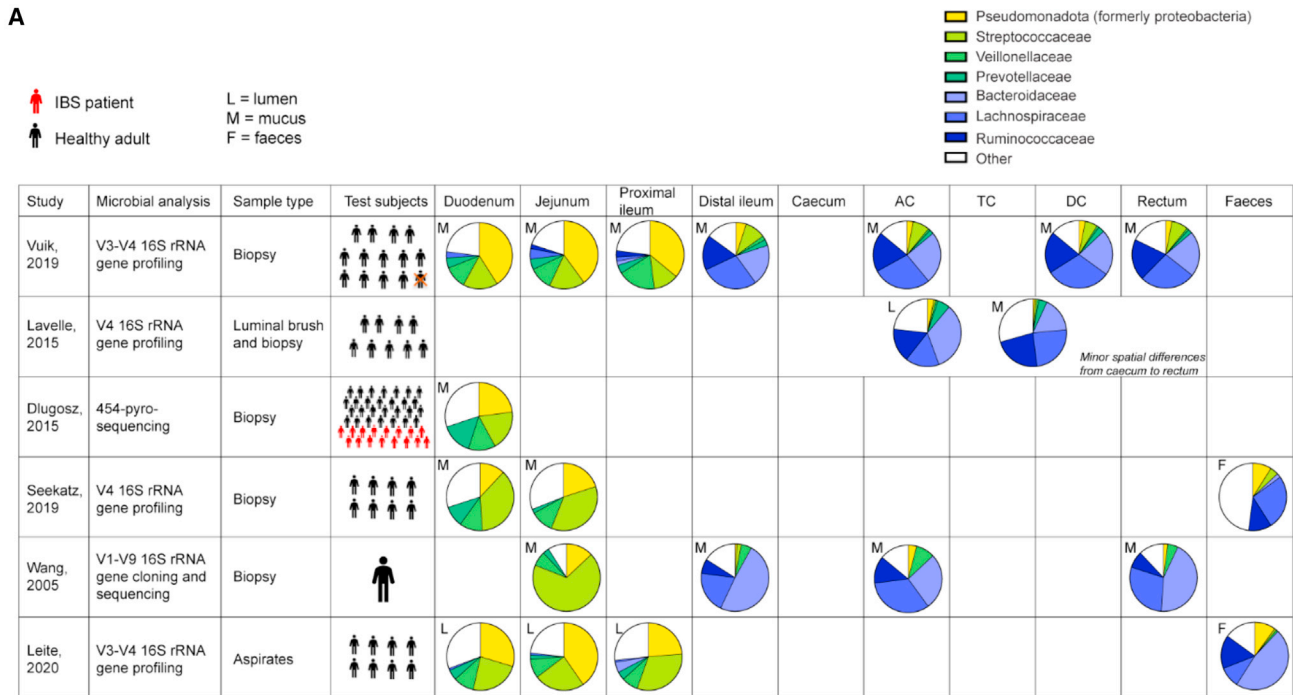 A
IBS patient
Healthy adult
L = lumen
M = mucus
F = faeces
Pseudomonadota (formerly proteobacteria)
Streptococcaceae
Veillonellaceae
Prevotellaceae
Bacteroidaceae
Lachnospiraceae
Ruminococcaceae
Other
Study Microbial analysis Sample type Test subjects Duodenum Jejunum Proximal ileum Distal ileum Caecum AC TC DC Rectum Faeces
Vuik, 2019
V3-V4 16S rRNA
gene profiling
Biopsy
M M M M M M M
Lavelle,
2015
V4 16S rRNA
gene profiling
Luminal brush
and biopsy
L M
Minor spatial differences
from caecum to rectum
Dlugosz,
2015
454-pyro-
sequencing
Biopsy
M
Seekatz,
2019
V4 16S rRNA
gene profiling
Biopsy
M M F
Wang,
2005
V1-V9 16S rRNA
gene cloning and
sequencing
Biopsy
M M M M
Leite,
2020
V3-V4 16S rRNA
gene profiling
Aspirates
L L L F